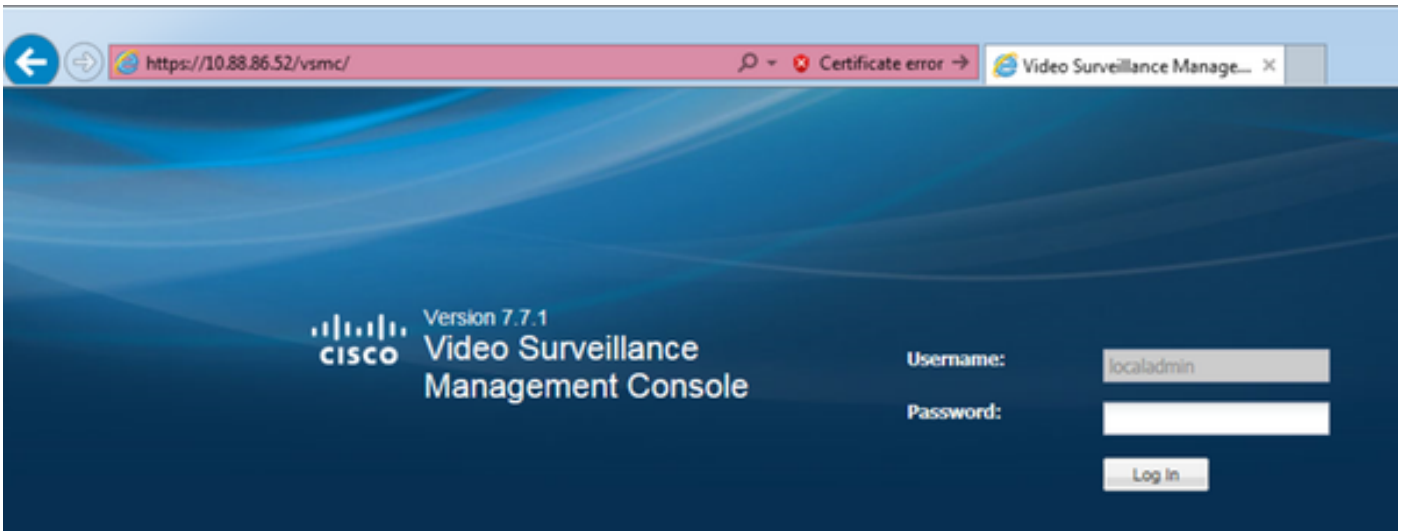 https://10.88.86.52/vsmc/
Certificate error
Video Surveillance Manage...
Version 7.7.1
CISCO
Video Surveillance
Management Console
Username:
localadmin
Password:
Log In